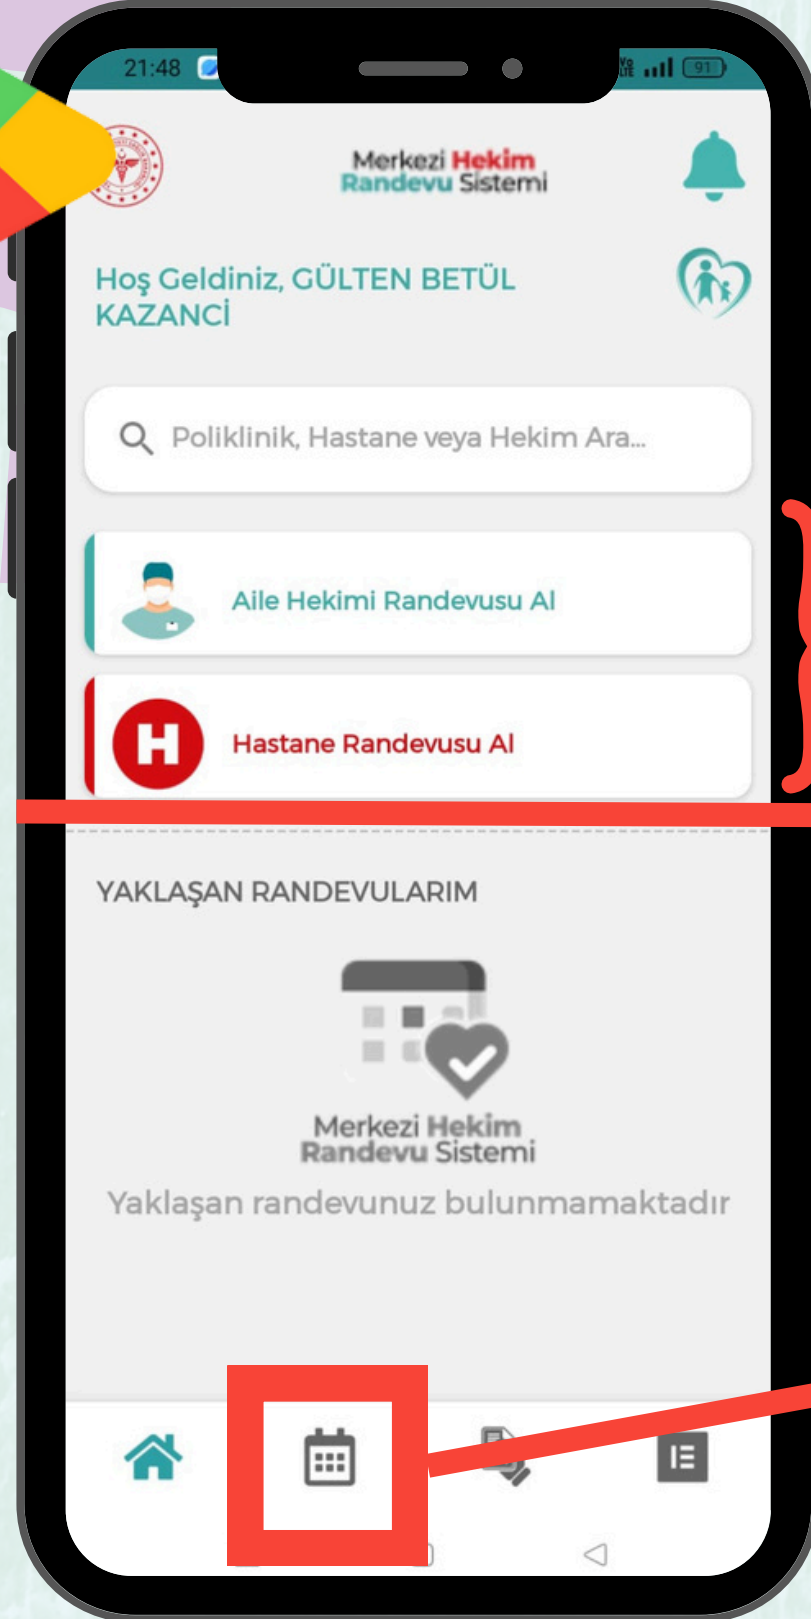 21:48
91
Merkezi Hekim
Randevu Sistemi
Hoş Geldiniz, GÜLTEN BETÜL
KAZANCİ
Poliklinik, Hastane veya Hekim Ara...
Aile Hekimi Randevusu Al
H
Hastane Randevusu Al
YAKLAŞAN RANDEVULARIM
Merkezi Hekim
Randevu Sistemi
Yaklaşan randevunuz bulunmamaktadır